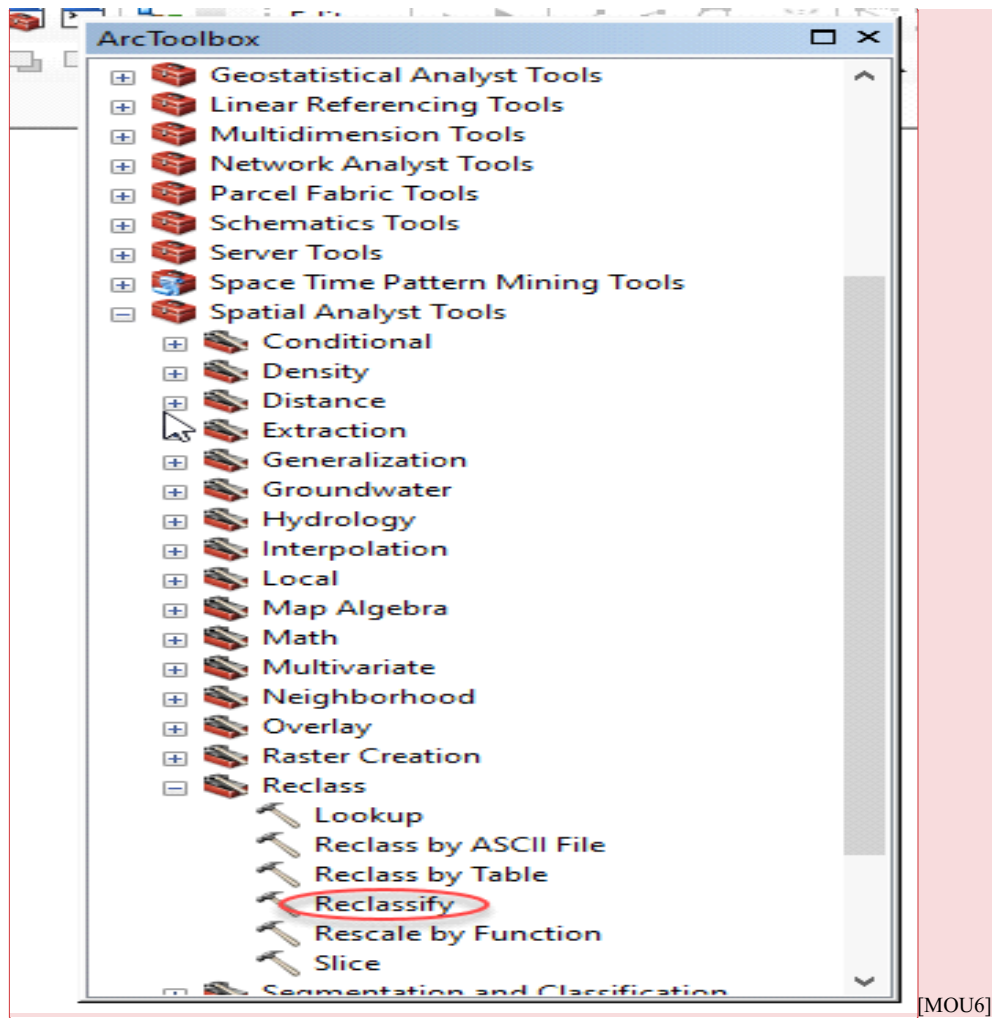 ArcToolbox
Geostatistical Analyst Tools
Linear Referencing Tools
Multidimension Tools
Network Analyst Tools
Parcel Fabric Tools
Schematics Tools
Server Tools
Space Time Pattern Mining Tools
Spatial Analyst Tools
Conditional
Density
Distance
Extraction
Generalization
Groundwater
Hydrology
Interpolation
Local
Map Algebra
Math
Multivariate
Neighborhood
Overlay
Raster Creation
Reclass
Lookup
Reclass by ASCII File
Reclass by Table
Reclassify
Rescale by Function
Slice
Segmentation and Classification
[MOU6]